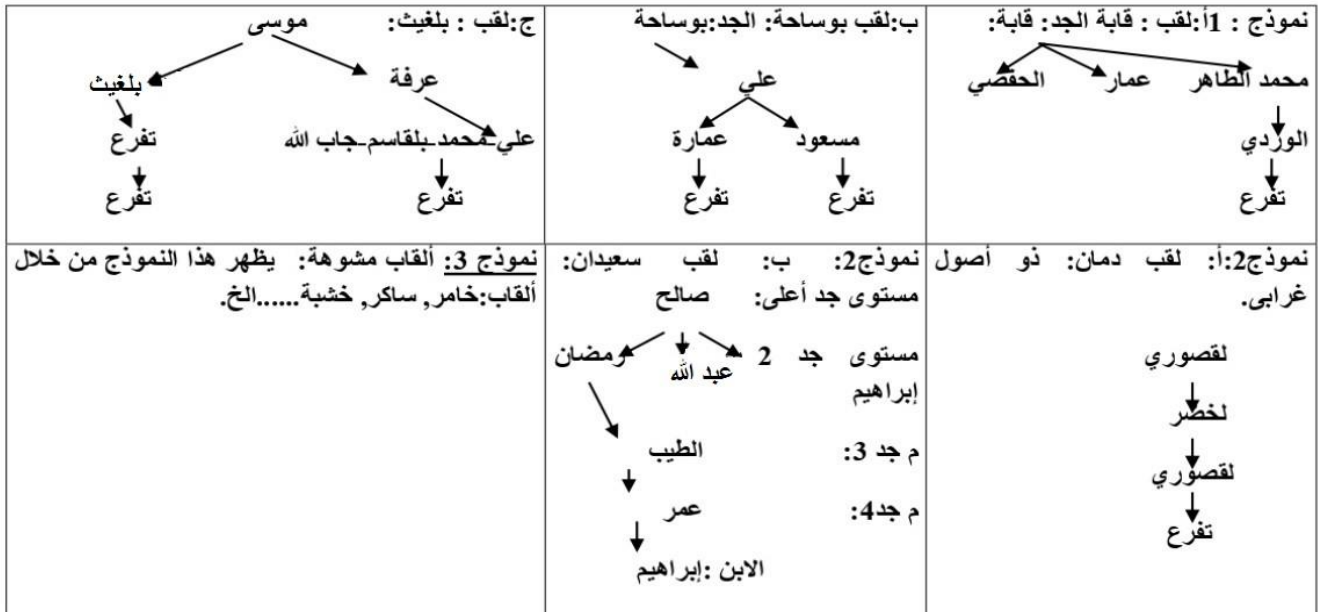 نموذج : 1أ:لقب : قابة الجد: قابة:
محمد الطاهر عمار الحفصي
الوردي
تفرع
ب:لقب بوساحة: الجد:بوساحة
علي
مسعود عمارة
تفرع تفرع
ج:لقب : بلغيث: موسى
عرفة بلغيث
علي-محمد-بلقاسم-جاب الله تفرع
تفرع تفرع
نموذج2:أ: لقب دمان: ذو أصول
غرابى.
لقصوري
لخضر
لقصوري
تفرع
نموذج2: ب: لقب سعيدان:
مستوى جد أعلى: صالح
مستوى جد 2 عبد الله رمضان
إبراهيم
م جد 3: الطيب
م جد4: عمر
الابن :إبراهيم
نموذج 3: ألقاب مشوهة: يظهر هذا النموذج من خلال
ألقاب:خامر, ساكر, خشبة......الخ.